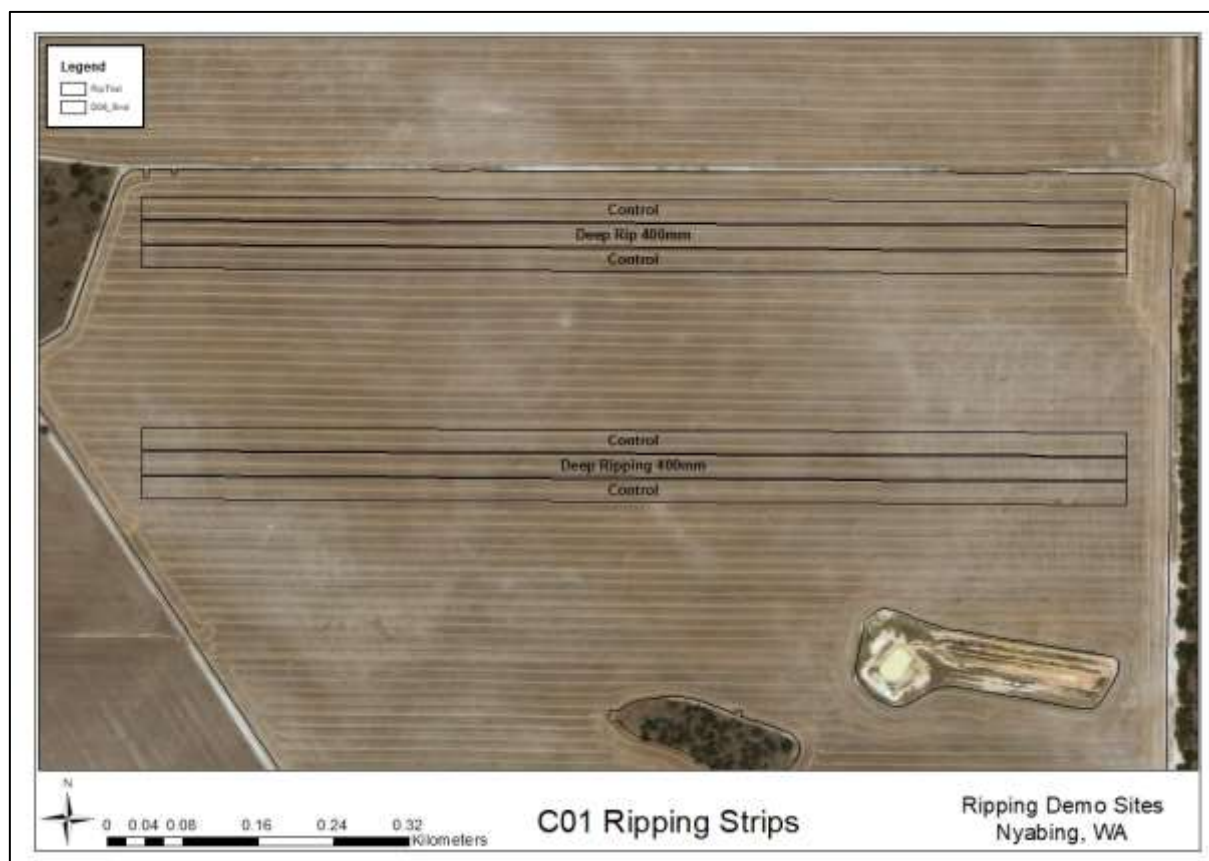 Legend
Control
Deep Rip 400mm
Control
Control
Deep Ripping 400mm
Control
N
0 0.04 0.08 0.16 0.24 0.32
Kilometers
C01 Ripping Strips
Ripping Demo Sites
Nyabing, WA